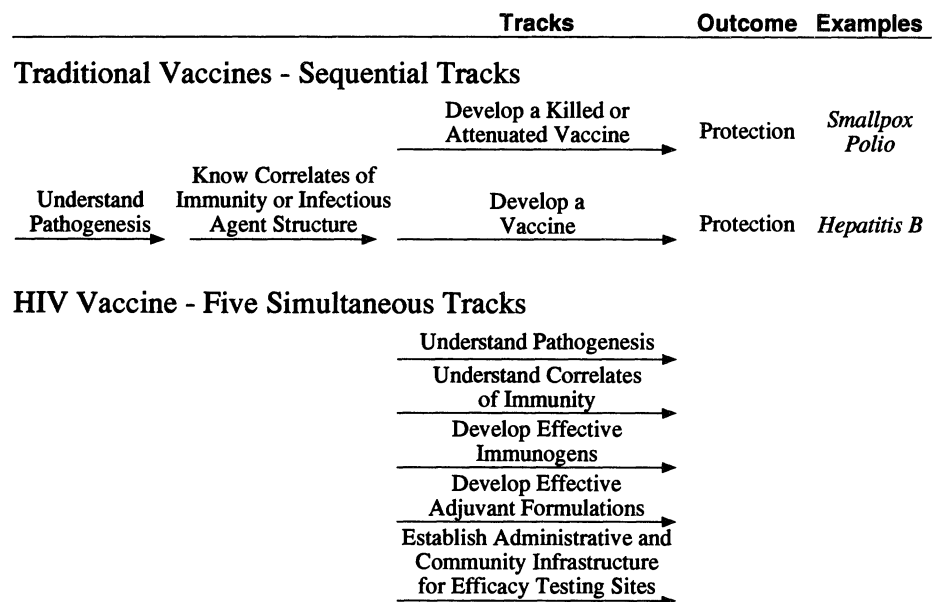 Tracks Outcome Examples
Traditional Vaccines - Sequential Tracks
Develop a Killed or
Attenuated Vaccine
Protection
Smallpox
Polio
Understand
Pathogenesis
Know Correlates of
Immunity or Infectious
Agent Structure
Develop a
Vaccine
Protection
Hepatitis B
HIV Vaccine - Five Simultaneous Tracks
Understand Pathogenesis
Understand Correlates
of Immunity
Develop Effective
Immunogens
Develop Effective
Adjuvant Formulations
Establish Administrative and
Community Infrastructure
for Efficacy Testing Sites